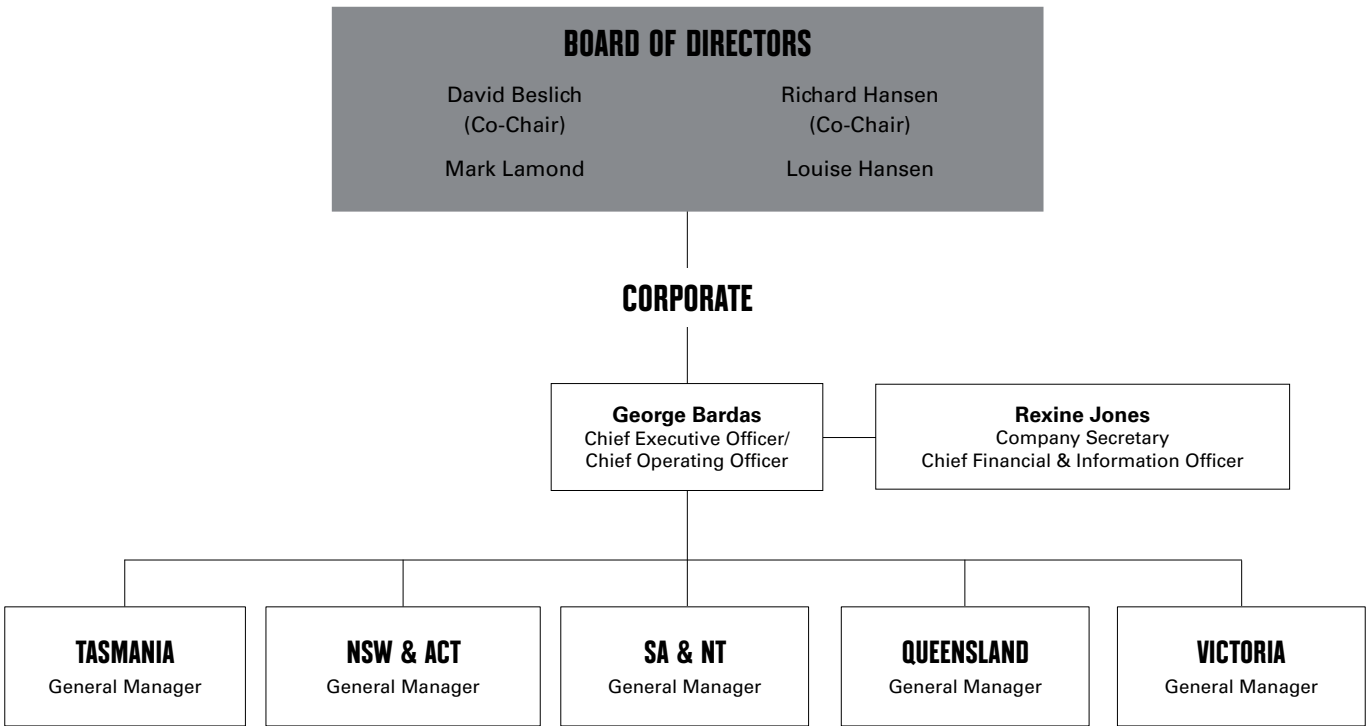 BOARD OF DIRECTORS
David Beslich
(Co-Chair)
Richard Hansen
(Co-Chair)
Mark Lamond
Louise Hansen
CORPORATE
George Bardas
Chief Executive Officer/
Chief Operating Officer
Rexine Jones
Company Secretary
Chief Financial & Information Officer
TASMANIA
General Manager
NSW & ACT
General Manager
SA & NT
General Manager
QUEENSLAND
General Manager
VICTORIA
General Manager